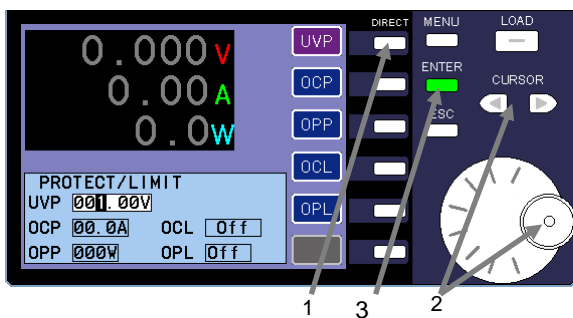 DIRECT MENU LOAD
0.000V UVP
ENTER
0.00A OCP CURSOR
ESC
0.0W OPP
OCL
PROTECT/LIMIT
UVP 001.00V OPL
OCP 00.0A OCL Off
OPP 000W OPL Off
1 3 2